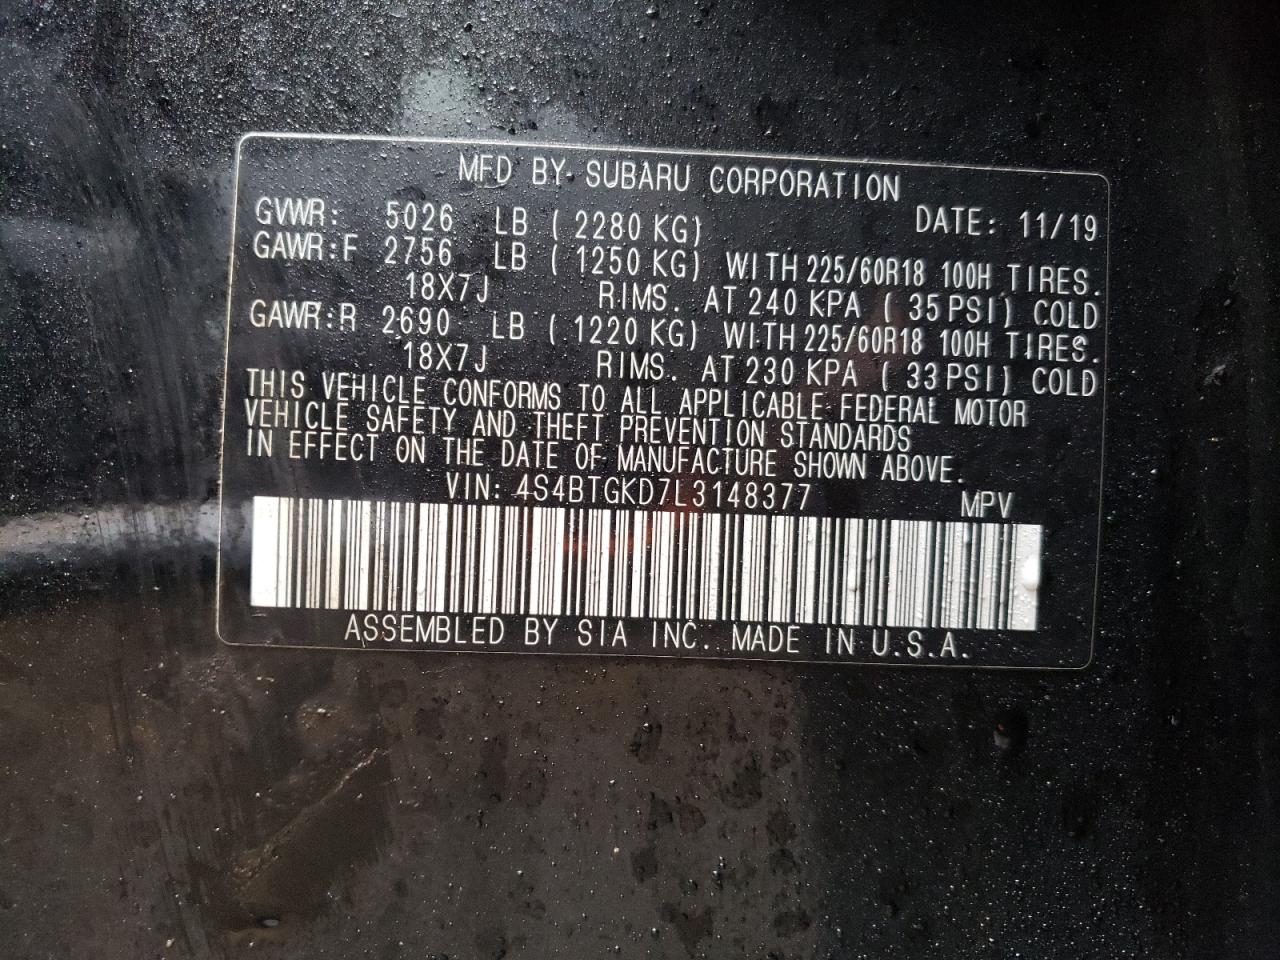 MFD BY SUBARU CORPORATION
GVWR: 5026 LB ( 2280 KG) DATE: 11/19
GAWR:F 2756 LB ( 1250 KG) WITH 225/60R18 100H TIRES.
18X7J RIMS. AT 240 KPA ( 35 PSI) COLD
GAWR:R 2690 LB ( 1220 KG) WITH 225/60R18 100H TIRES.
18X7J RIMS. AT 230 KPA ( 33 PSI) COLD
THIS VEHICLE CONFORMS TO ALL APPLICABLE FEDERAL MOTOR
VEHICLE SAFETY AND THEFT PREVENTION STANDARDS
IN EFFECT ON THE DATE OF MANUFACTURE SHOWN ABOVE.
VIN: 4S4BTGKD7L3148377 MPV
ASSEMBLED BY SIA INC. MADE IN U.S.A.